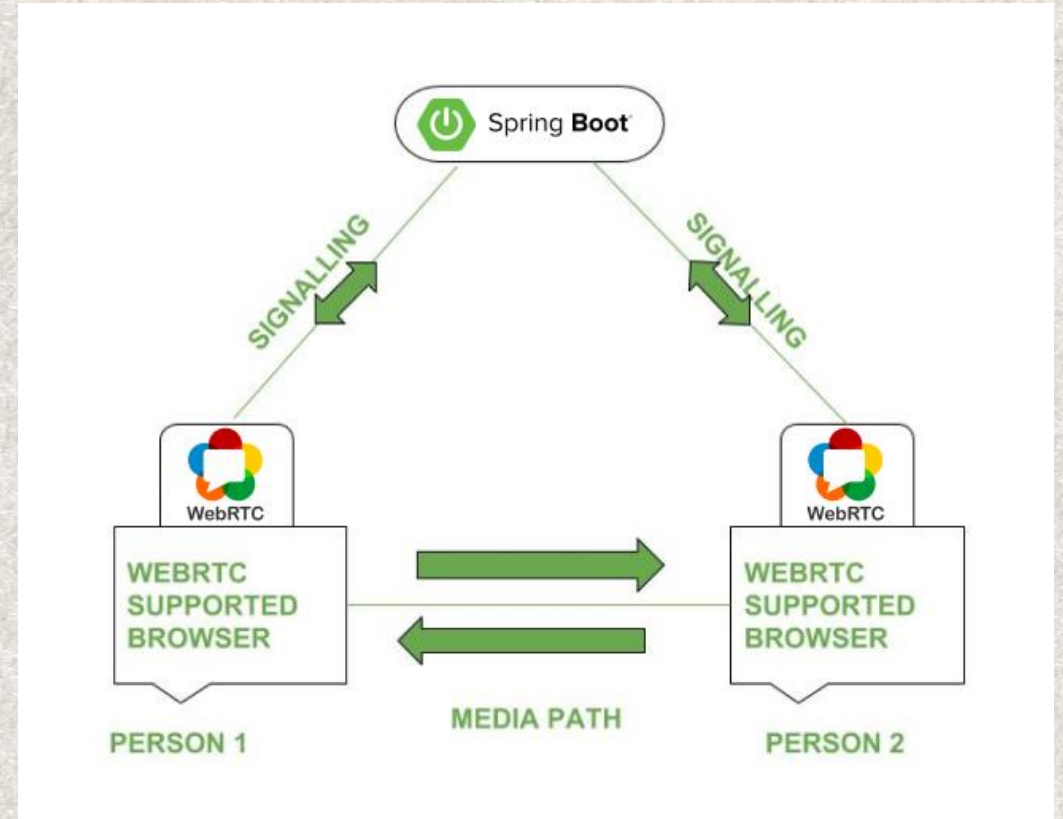 Spring Boot
SIGNALLING
SIGNALLING
WebRTC
WebRTC
WEBRTC
SUPPORTED
BROWSER
WEBRTC
SUPPORTED
BROWSER
MEDIA PATH
PERSON 1
PERSON 2